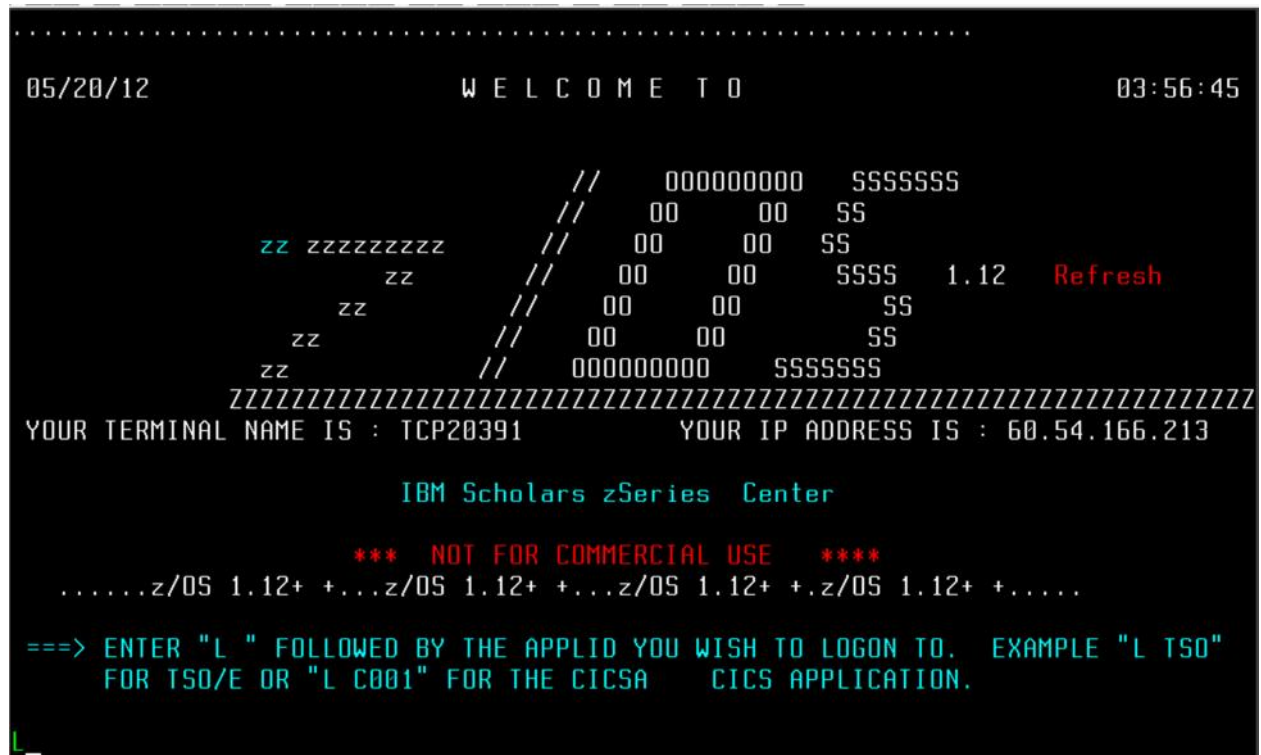 . . . . . . . . . . . . . . . . . . . . . . . . . . . . . . . . . . . . . . . . . . . . . . . . . . . . . . . . . . . . . .
05/20/12 W E L C O M E T O 03:56:45
// OOOOOOOOO SSSSSSS
// OO OO SS
zz zzzzzzzzz // OO OO SS
zz // OO OO SSSS 1.12 Refresh
zz // OO OO SS
zz // OO OO SS
zz // OOOOOOOOO SSSSSSS
ZZZZZZZZZZZZZZZZZZZZZZZZZZZZZZZZZZZZZZZZZZZZZZZZZZZZZZZZZZZZZZZZZZ
YOUR TERMINAL NAME IS : TCP20391 YOUR IP ADDRESS IS : 60.54.166.213
IBM Scholars zSeries Center
*** NOT FOR COMMERCIAL USE ****
......z/OS 1.12+ +...z/OS 1.12+ +...z/OS 1.12+ +.z/OS 1.12+ +.....
===> ENTER "L " FOLLOWED BY THE APPLID YOU WISH TO LOGON TO. EXAMPLE "L TSO"
FOR TSO/E OR "L C001" FOR THE CICSA CICS APPLICATION.
L_